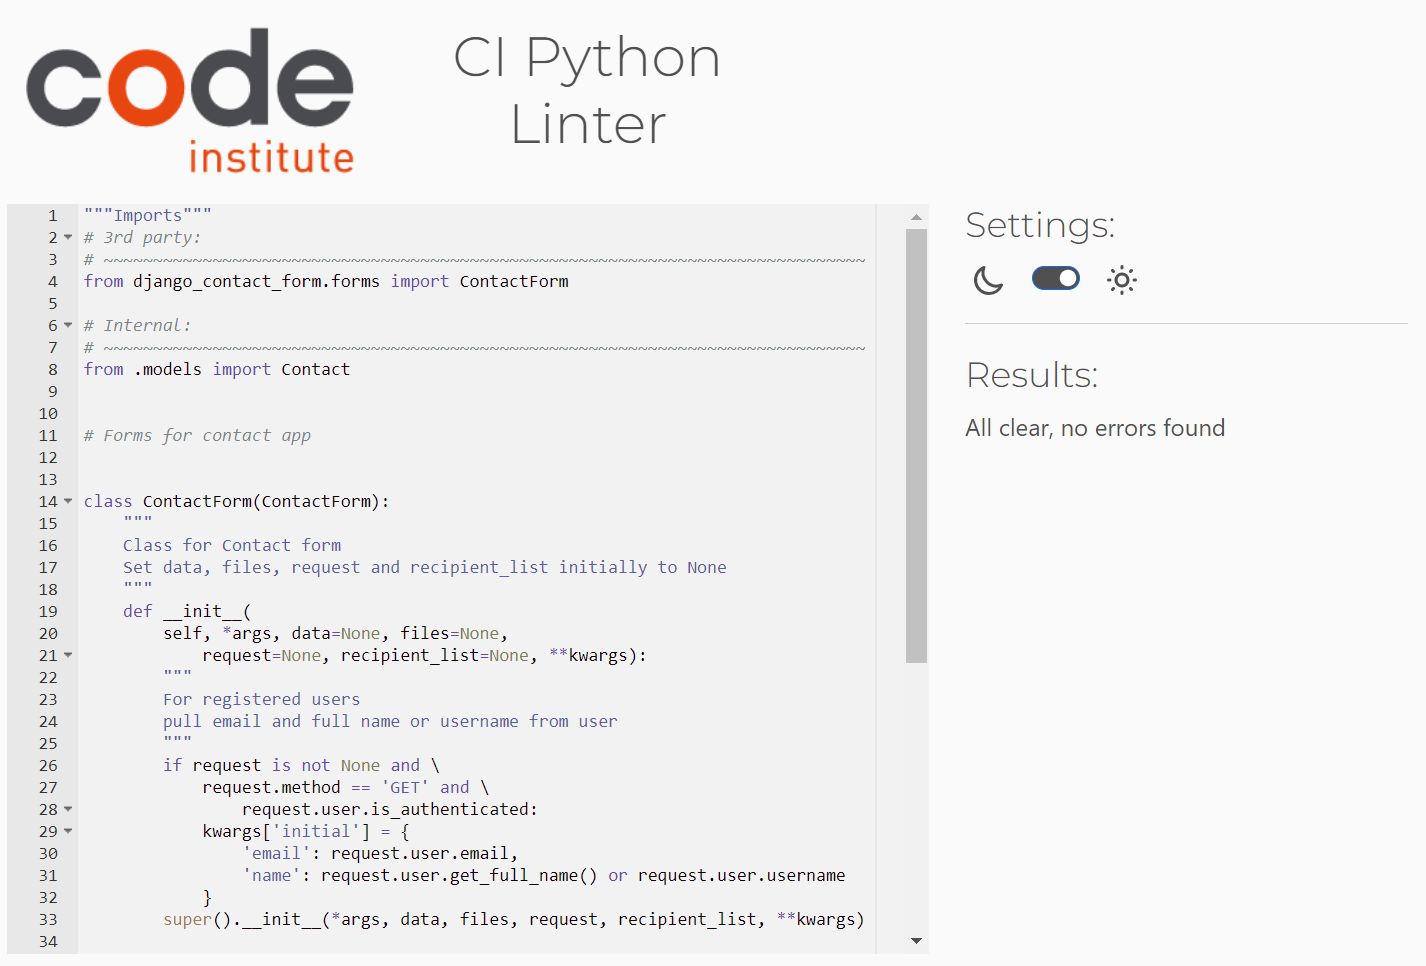 code
institute
CI Python
Linter
1 """Imports"""
2 # 3rd party:
3 # ~~~~~~~~~~~~~~~~~~~~~~~~~~~~~~~~~~~~~~~~~~~~~~~~~~~~~~~~~~~~~~~~~~~~~~~~~~~~~
4 from django_contact_form.forms import ContactForm
5
6 # Internal:
7 # ~~~~~~~~~~~~~~~~~~~~~~~~~~~~~~~~~~~~~~~~~~~~~~~~~~~~~~~~~~~~~~~~~~~~~~~~~~~~~
8 from .models import Contact
9
10
11 # Forms for contact app
12
13
14 class ContactForm(ContactForm):
15     """
16     Class for Contact form
17     Set data, files, request and recipient_list initially to None
18     """
19     def __init__(
20         self, *args, data=None, files=None,
21             request=None, recipient_list=None, **kwargs):
22         """
23         For registered users
24         pull email and full name or username from user
25         """
26         if request is not None and \
27             request.method == 'GET' and \
28                 request.user.is_authenticated:
29             kwargs['initial'] = {
30                 'email': request.user.email,
31                 'name': request.user.get_full_name() or request.user.username
32             }
33         super().__init__(*args, data, files, request, recipient_list, **kwargs)
34
Settings:
Results:
All clear, no errors found